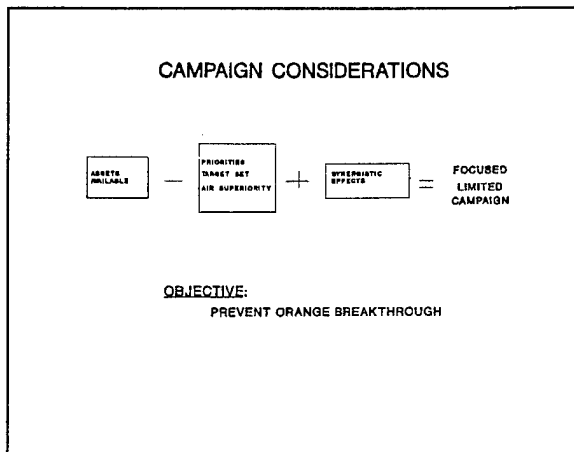 CAMPAIGN CONSIDERATIONS
ASSETS
AVAILABLE
—
PRIORITIES
TARGET SET
AIR SUPERIORITY
+
SYNERGISTIC
EFFECTS
=
FOCUSED
LIMITED
CAMPAIGN
OBJECTIVE:
PREVENT ORANGE BREAKTHROUGH